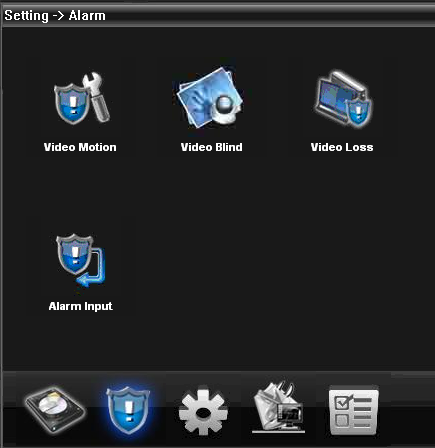 Setting -> Alarm
Video Motion
Video Blind
Video Loss
Alarm Input